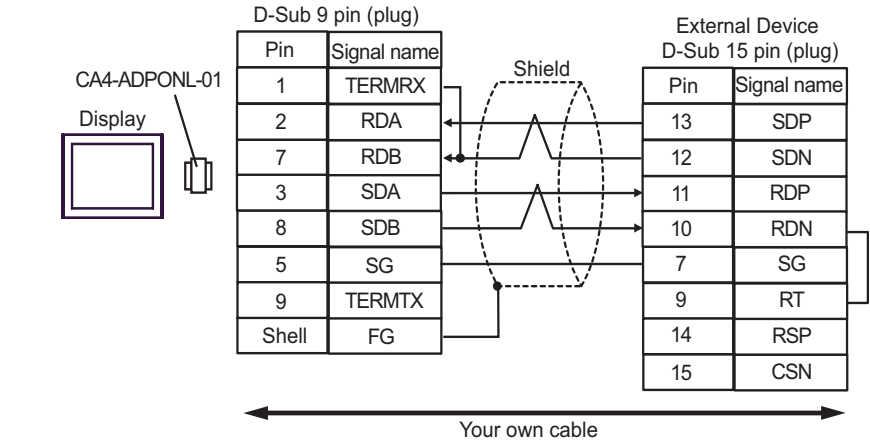 D-Sub 9 pin (plug)
External Device
D-Sub 15 pin (plug)
Pin Signal name
Shield
CA4-ADPONL-01
Display
1 TERMRX
Pin Signal name
2 RDA
13 SDP
7 RDB
12 SDN
3 SDA
11 RDP
8 SDB
10 RDN
5 SG
7 SG
9 TERMTX
9 RT
Shell FG
14 RSP
15 CSN
Your own cable